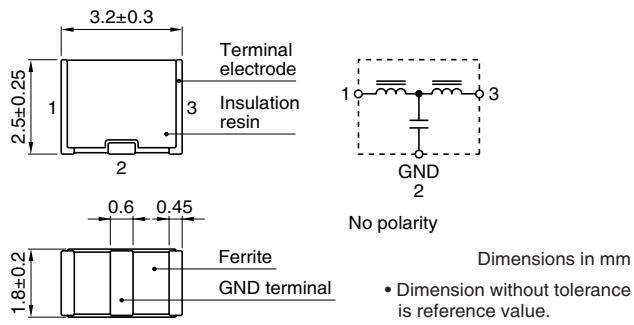 3.2±0.3
2.5±0.25
1
3
2
Terminal
electrode
Insulation
resin
1
3
GND
2
No polarity
0.6
0.45
1.8±0.2
Ferrite
GND terminal
Dimensions in mm
• Dimension without tolerance
is reference value.